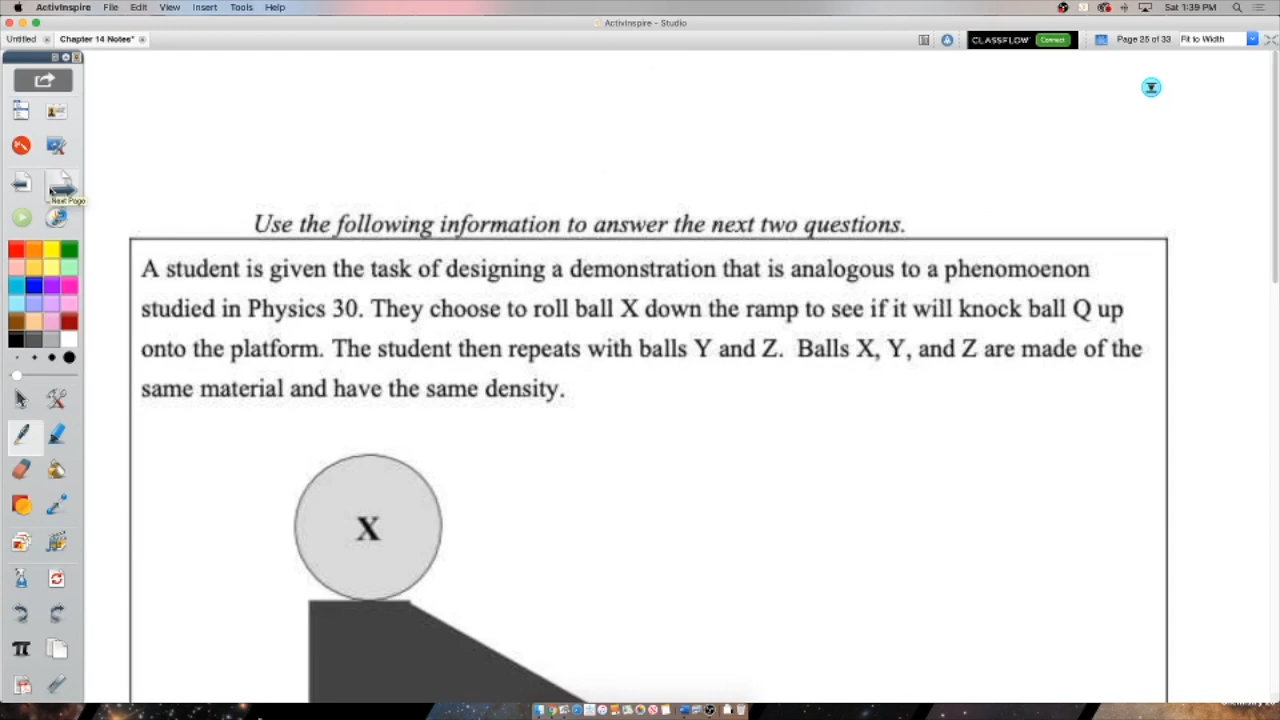 ActivInspire File Edit View Insert Tools Help Sat 1:39 PM
ActivInspire - Studio
Untitled Chapter 14 Notes* CLASSFLOW Connect Page 25 of 33 Fit to Width
Next Page
Use the following information to answer the next two questions.
A student is given the task of designing a demonstration that is analogous to a phenomoenon
studied in Physics 30. They choose to roll ball X down the ramp to see if it will knock ball Q up
onto the platform. The student then repeats with balls Y and Z. Balls X, Y, and Z are made of the
same material and have the same density.
X